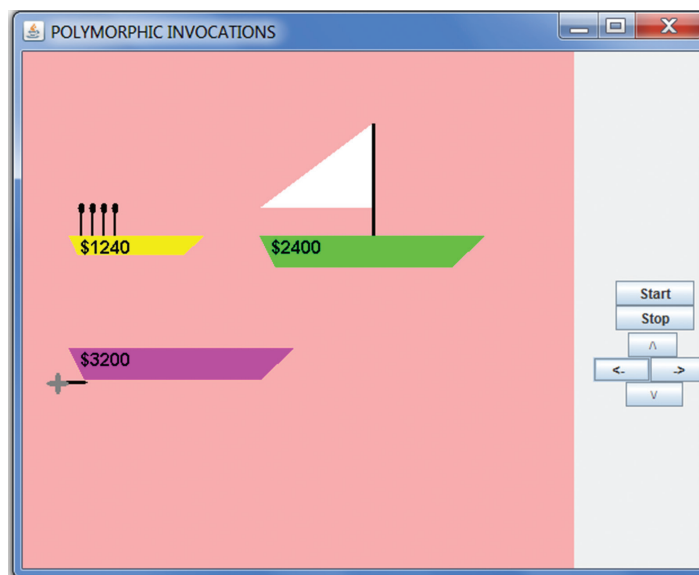 POLYMORPHIC INVOCATIONS
$1240
$2400
$3200
Start
Stop
^
<-
->
v